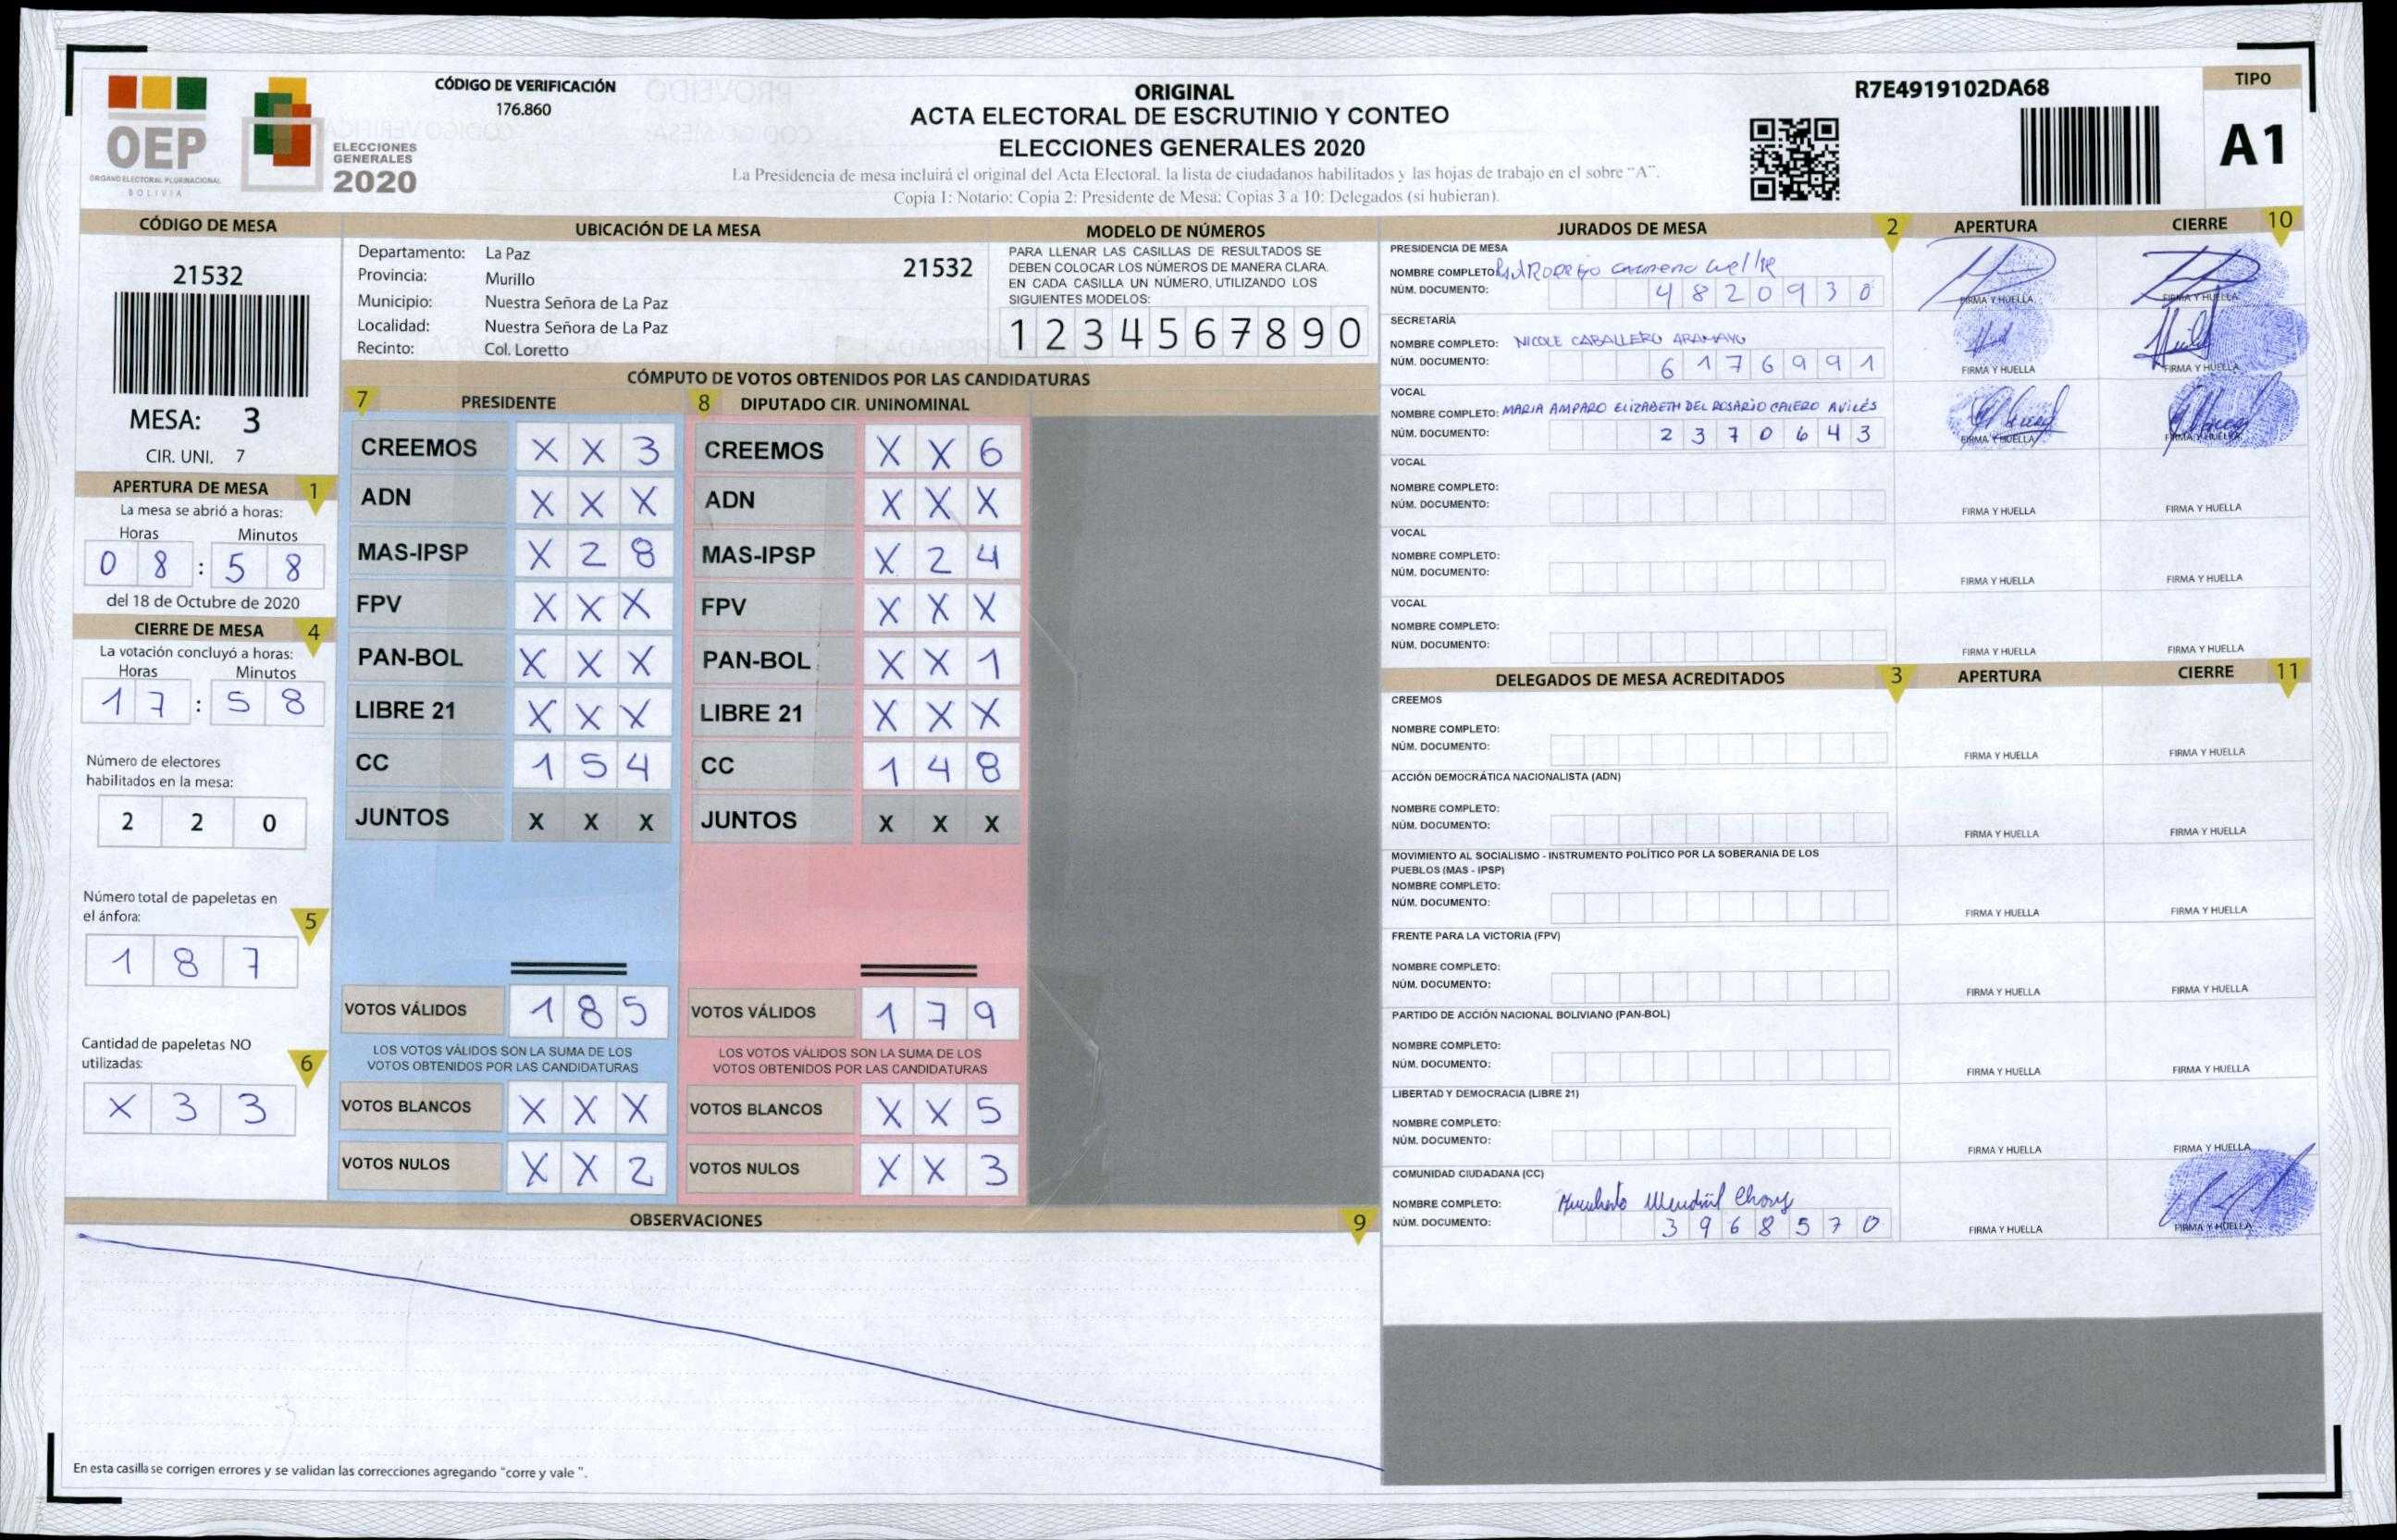 OEP
ÓRGANO ELECTORAL PLURINACIONAL
BOLIVIA
ELECCIONES
GENERALES
2020
CÓDIGO DE VERIFICACIÓN
176.860
ORIGINAL
ACTA ELECTORAL DE ESCRUTINIO Y CONTEO
ELECCIONES GENERALES 2020
La Presidencia de mesa incluirá el original del Acta Electoral, la lista de ciudadanos habilitados y las hojas de trabajo en el sobre "A".
Copia 1: Notario: Copia 2: Presidente de Mesa: Copias 3 a 10: Delegados (si hubieran).
R7E4919102DA68
TIPO
A1
CÓDIGO DE MESA
21532
MESA: 3
CIR. UNI. 7
APERTURA DE MESA 1
La mesa se abrió a horas:
Horas Minutos
0 8 : 5 8
del 18 de Octubre de 2020
CIERRE DE MESA 4
La votación concluyó a horas:
Horas Minutos
1 7 : 5 8
Número de electores
habilitados en la mesa:
2 2 0
Número total de papeletas en
el ánfora: 5
1 8 7
Cantidad de papeletas NO
utilizadas: 6
X 3 3
UBICACIÓN DE LA MESA
Departamento: La Paz 21532
Provincia: Murillo
Municipio: Nuestra Señora de La Paz
Localidad: Nuestra Señora de La Paz
Recinto: Col. Loretto
MODELO DE NÚMEROS
PARA LLENAR LAS CASILLAS DE RESULTADOS SE
DEBEN COLOCAR LOS NÚMEROS DE MANERA CLARA.
EN CADA CASILLA UN NÚMERO, UTILIZANDO LOS
SIGUIENTES MODELOS:
1 2 3 4 5 6 7 8 9 0
CÓMPUTO DE VOTOS OBTENIDOS POR LAS CANDIDATURAS
7 PRESIDENTE 8 DIPUTADO CIR. UNINOMINAL
CREEMOS X X 3 CREEMOS X X 6
ADN X X X ADN X X X
MAS-IPSP X 2 8 MAS-IPSP X 2 4
FPV X X X FPV X X X
PAN-BOL X X X PAN-BOL X X 1
LIBRE 21 X X X LIBRE 21 X X X
CC 1 5 4 CC 1 4 8
JUNTOS X X X JUNTOS X X X
VOTOS VÁLIDOS 1 8 5 VOTOS VÁLIDOS 1 7 9
LOS VOTOS VÁLIDOS SON LA SUMA DE LOS LOS VOTOS VÁLIDOS SON LA SUMA DE LOS
VOTOS OBTENIDOS POR LAS CANDIDATURAS VOTOS OBTENIDOS POR LAS CANDIDATURAS
VOTOS BLANCOS X X X VOTOS BLANCOS X X 5
VOTOS NULOS X X 2 VOTOS NULOS X X 3
OBSERVACIONES 9
En esta casilla se corrigen errores y se validan las correcciones agregando "corre y vale ".
JURADOS DE MESA 2 APERTURA CIERRE 10
PRESIDENCIA DE MESA
NOMBRE COMPLETO:
NÚM. DOCUMENTO: 4 8 2 0 9 3 0 FIRMA Y HUELLA FIRMA Y HUELLA
SECRETARÍA
NOMBRE COMPLETO: NICOLE CABALLERO ARAMAYO
NÚM. DOCUMENTO: 6 1 7 6 9 9 1 FIRMA Y HUELLA FIRMA Y HUELLA
VOCAL
NOMBRE COMPLETO: MARIA AMPARO ELIZABETH DEL ROSARIO CALERO AVILÉS
NÚM. DOCUMENTO: 2 3 7 0 6 4 3 FIRMA Y HUELLA FIRMA Y HUELLA
VOCAL
NOMBRE COMPLETO:
NÚM. DOCUMENTO: FIRMA Y HUELLA FIRMA Y HUELLA
VOCAL
NOMBRE COMPLETO:
NÚM. DOCUMENTO: FIRMA Y HUELLA FIRMA Y HUELLA
VOCAL
NOMBRE COMPLETO:
NÚM. DOCUMENTO: FIRMA Y HUELLA FIRMA Y HUELLA
DELEGADOS DE MESA ACREDITADOS 3 APERTURA CIERRE 11
CREEMOS
NOMBRE COMPLETO:
NÚM. DOCUMENTO: FIRMA Y HUELLA FIRMA Y HUELLA
ACCIÓN DEMOCRÁTICA NACIONALISTA (ADN)
NOMBRE COMPLETO:
NÚM. DOCUMENTO: FIRMA Y HUELLA FIRMA Y HUELLA
MOVIMIENTO AL SOCIALISMO - INSTRUMENTO POLÍTICO POR LA SOBERANIA DE LOS
PUEBLOS (MAS - IPSP)
NOMBRE COMPLETO:
NÚM. DOCUMENTO: FIRMA Y HUELLA FIRMA Y HUELLA
FRENTE PARA LA VICTORIA (FPV)
NOMBRE COMPLETO:
NÚM. DOCUMENTO: FIRMA Y HUELLA FIRMA Y HUELLA
PARTIDO DE ACCIÓN NACIONAL BOLIVIANO (PAN-BOL)
NOMBRE COMPLETO:
NÚM. DOCUMENTO: FIRMA Y HUELLA FIRMA Y HUELLA
LIBERTAD Y DEMOCRACIA (LIBRE 21)
NOMBRE COMPLETO:
NÚM. DOCUMENTO: FIRMA Y HUELLA FIRMA Y HUELLA
COMUNIDAD CIUDADANA (CC)
NOMBRE COMPLETO:
NÚM. DOCUMENTO: 3 9 6 8 5 7 0 FIRMA Y HUELLA FIRMA Y HUELLA